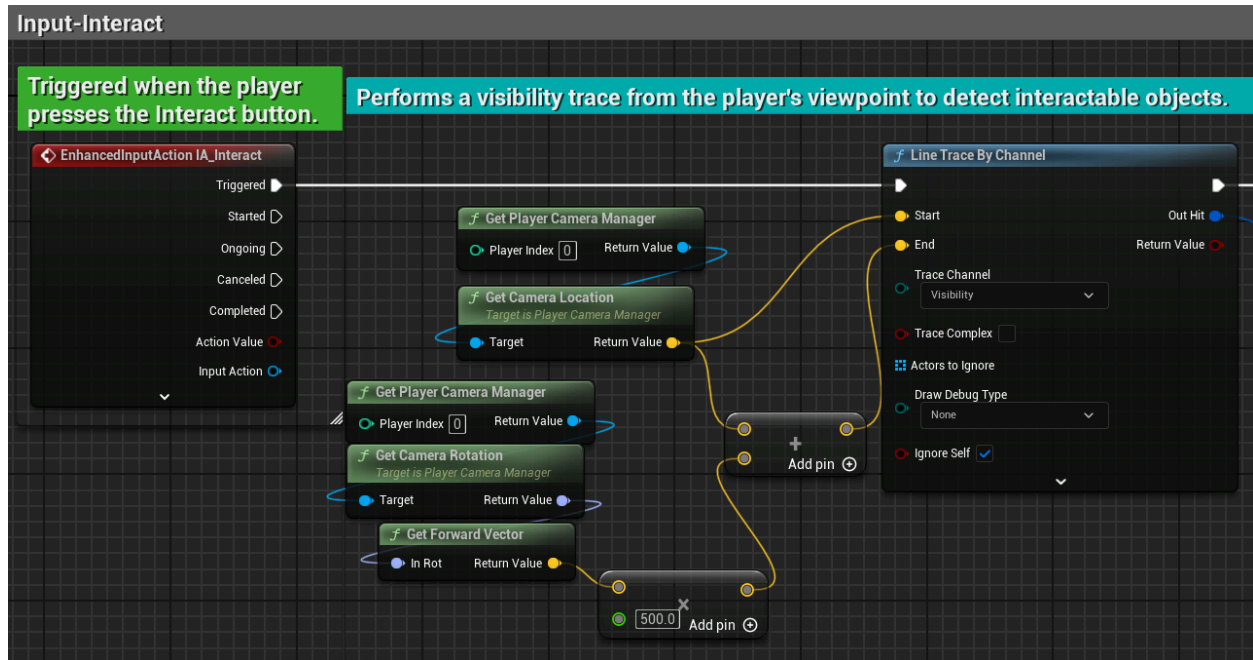 Input-Interact
Triggered when the player
presses the Interact button.
Performs a visibility trace from the player's viewpoint to detect interactable objects.
EnhancedInputAction IA_Interact
Triggered
Started
Ongoing
Canceled
Completed
Action Value
Input Action
f Get Player Camera Manager
Player Index 0 Return Value
f Get Camera Location
Target is Player Camera Manager
Target Return Value
f Get Player Camera Manager
Player Index 0 Return Value
f Get Camera Rotation
Target is Player Camera Manager
Target Return Value
f Get Forward Vector
In Rot Return Value
+
Add pin
×
500.0 Add pin
f Line Trace By Channel
Start Out Hit
End Return Value
Trace Channel
Visibility
Trace Complex
Actors to Ignore
Draw Debug Type
None
Ignore Self